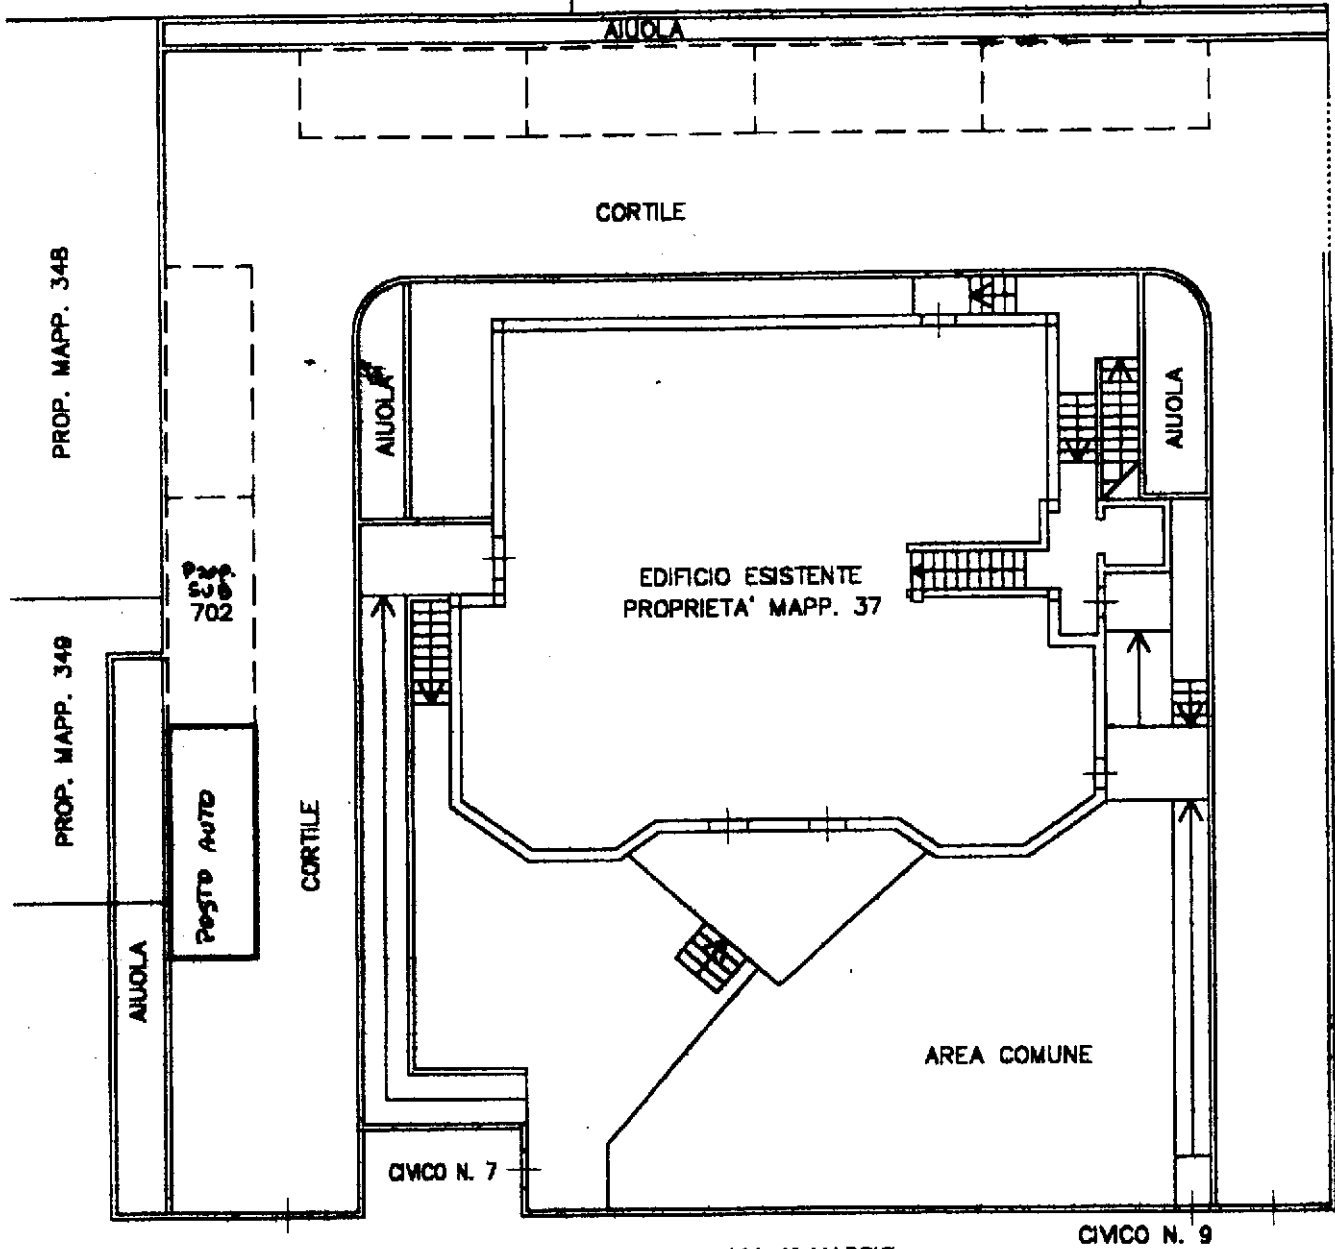 AIUOLA
CORTILE
PROP. MAPP. 348
AIUOLA
AIUOLA
EDIFICIO ESISTENTE
PROPRIETA' MAPP. 37
PROP.
SUB
702
PROP. MAPP. 349
POSTO AUTO
CORTILE
AIUOLA
AREA COMUNE
CIVICO N. 7
CIVICO N. 9